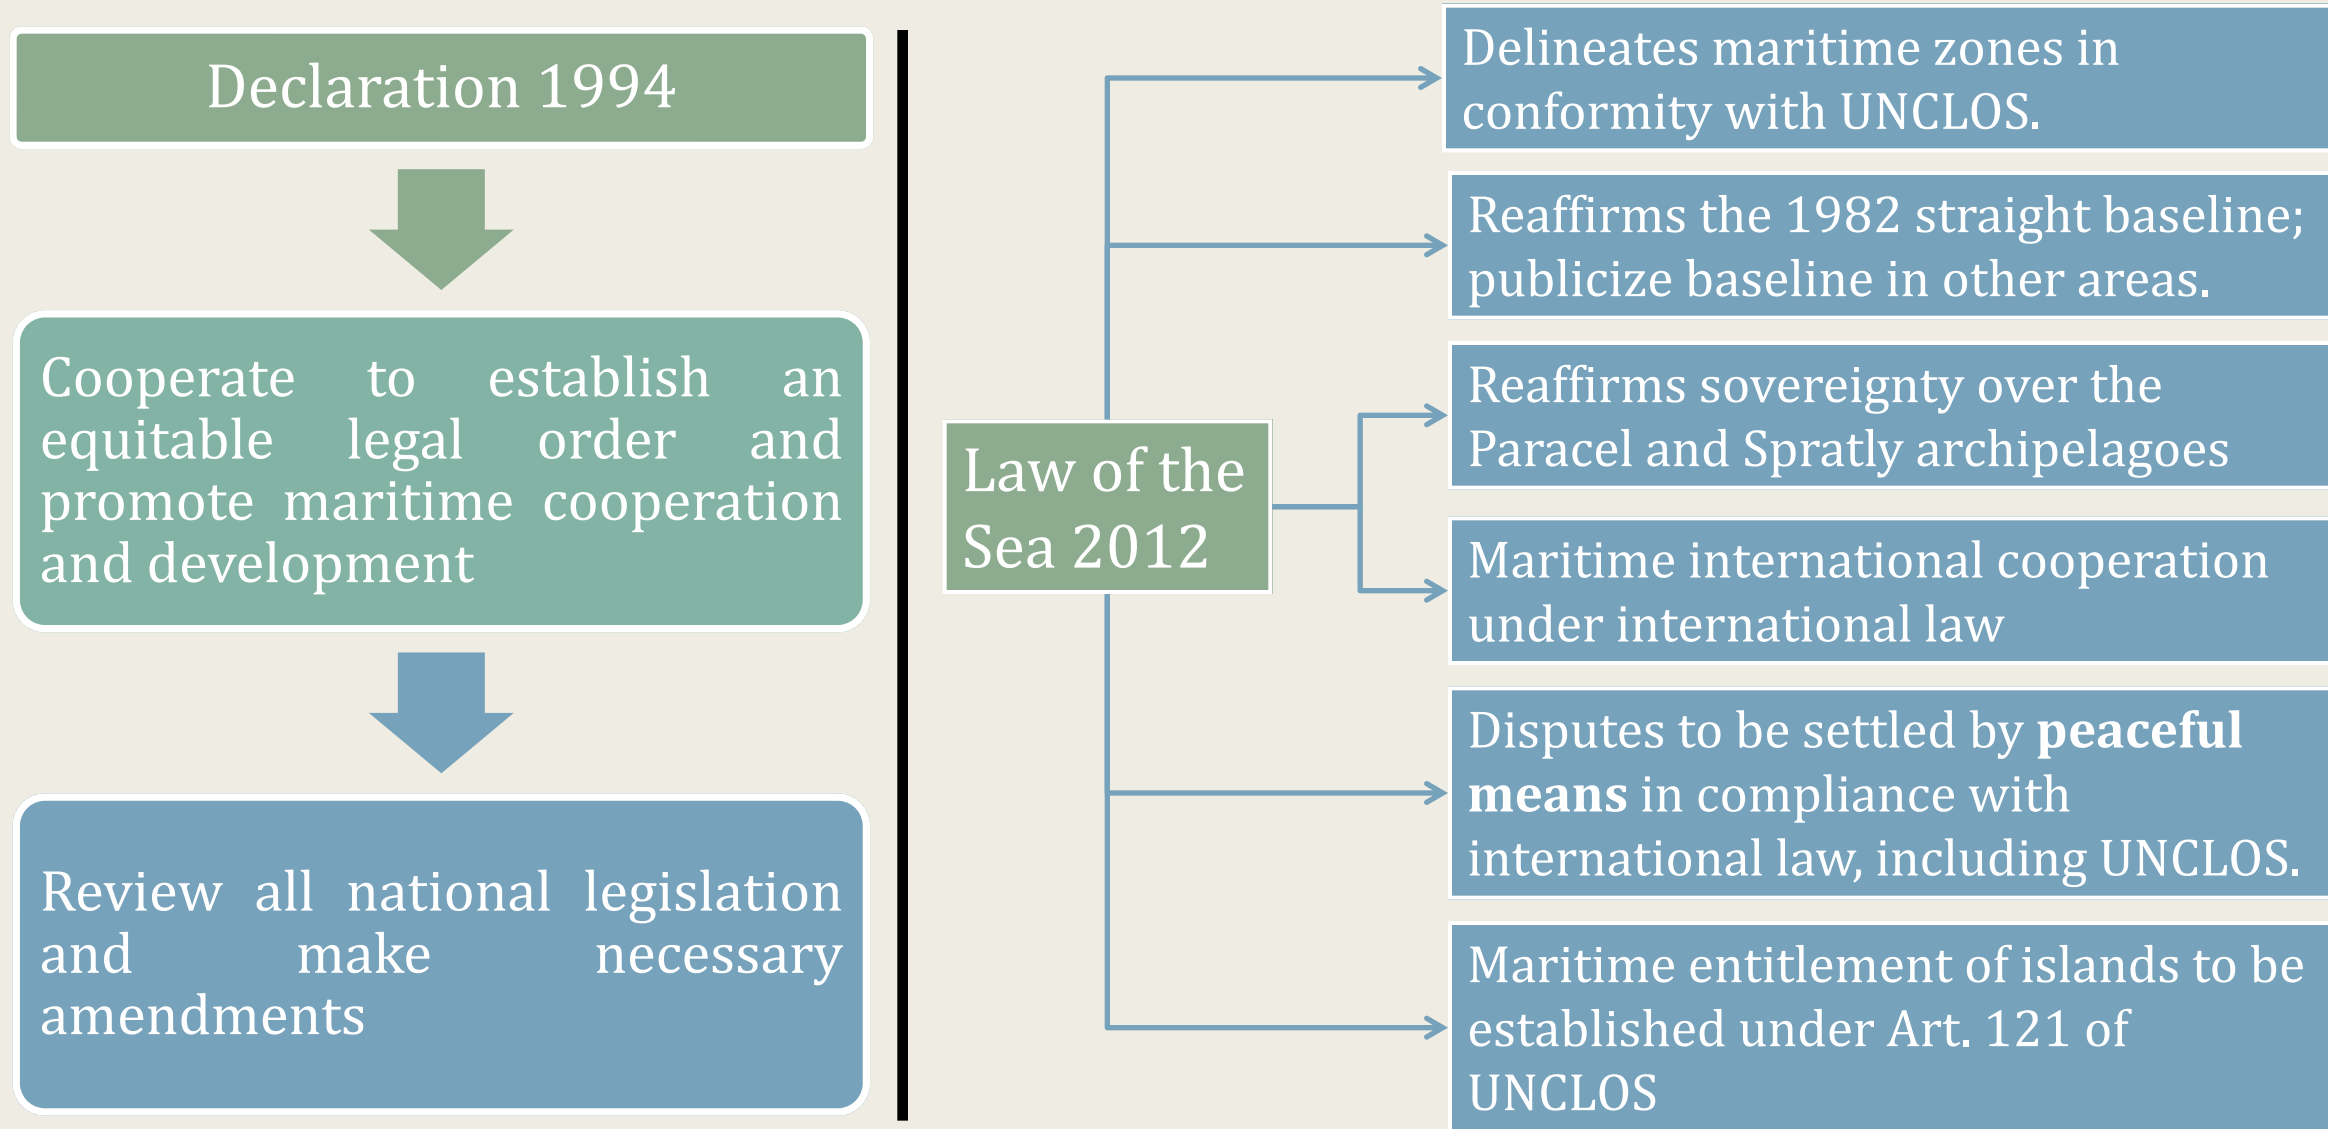 Declaration 1994
Cooperate to establish an
equitable legal order and
promote maritime cooperation
and development
Review all national legislation
and make necessary
amendments
Law of the
Sea 2012
Delineates maritime zones in
conformity with UNCLOS.
Reaffirms the 1982 straight baseline;
publicize baseline in other areas.
Reaffirms sovereignty over the
Paracel and Spratly archipelagoes
Maritime international cooperation
under international law
Disputes to be settled by peaceful
means in compliance with
international law, including UNCLOS.
Maritime entitlement of islands to be
established under Art. 121 of
UNCLOS